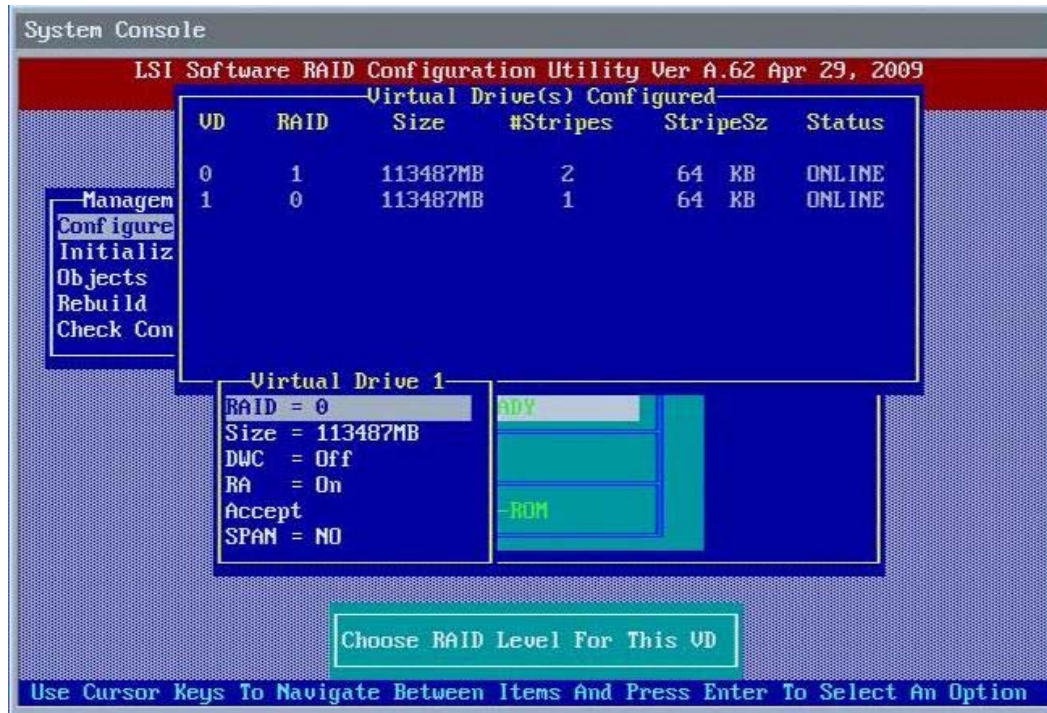 System Console
LSI Software RAID Configuration Utility Ver A.62 Apr 29, 2009
Virtual Drive(s) Configured
VD RAID Size #Stripes StripeSz Status
0 1 113487MB 2 64 KB ONLINE
1 0 113487MB 1 64 KB ONLINE
Managem
Configure
Initializ
Objects
Rebuild
Check Con
Virtual Drive 1
RAID = 0
Size = 113487MB
DWC = Off
RA = On
Accept
SPAN = NO
ADY
-ROM
Choose RAID Level For This VD
Use Cursor Keys To Navigate Between Items And Press Enter To Select An Option